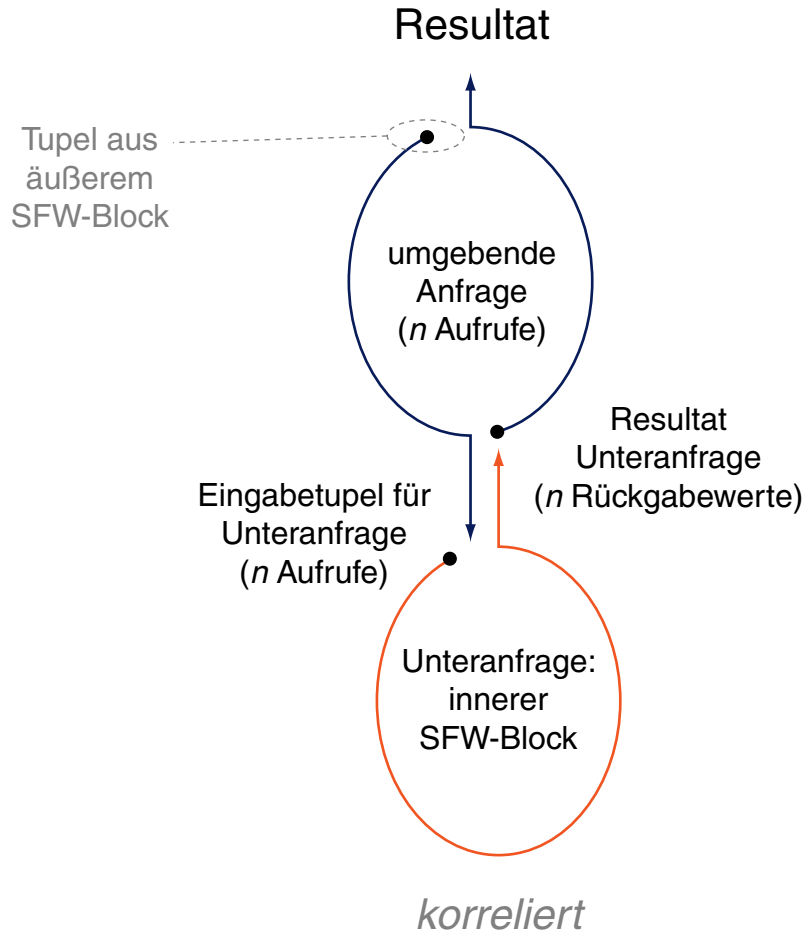 Resultat
Tupel aus
äußerem
SFW-Block
umgebende
Anfrage
(n Aufrufe)
Resultat
Unteranfrage
(n Rückgabewerte)
Eingabetupel für
Unteranfrage
(n Aufrufe)
Unteranfrage:
innerer
SFW-Block
korreliert